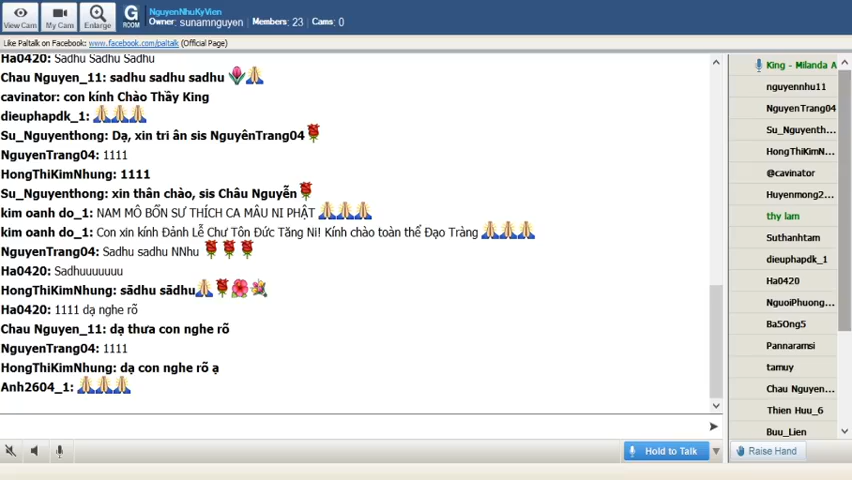 NguyenNhuKyVien
Owner: sunamnguyen Members: 23 Cams: 0
View Cam My Cam Enlarge G ROOM
Like Paltalk on Facebook: www.facebook.com/paltalk (Official Page)
Ha0420: Sadhu Sadhu Sadhu
Chau Nguyen_11: sadhu sadhu sadhu
cavinator: con kính Chào Thầy King
dieuphapdk_1:
Su_Nguyenthong: Dạ, xin tri ân sis NguyênTrang04
NguyenTrang04: 1111
HongThiKimNhung: 1111
Su_Nguyenthong: xin thân chào, sis Châu Nguyễn
kim oanh do_1: NAM MÔ BỔN SƯ THÍCH CA MÂU NI PHẬT
kim oanh do_1: Con xin kính Đảnh Lễ Chư Tôn Đức Tăng Ni! Kính chào toàn thể Đạo Tràng
NguyenTrang04: Sadhu sadhu NNhu
Ha0420: Sadhuuuuuuu
HongThiKimNhung: sādhu sādhu
Ha0420: 1111 dạ nghe rõ
Chau Nguyen_11: dạ thưa con nghe rõ
NguyenTrang04: 1111
HongThiKimNhung: dạ con nghe rõ ạ
Anh2604_1:
Hold to Talk
King - Milanda A
nguyennhu11
NguyenTrang04
Su_Nguyenth...
HongThiKimN...
@cavinator
Huyenmong2...
thy lam
Suthanhtam
dieuphapdk_1
Ha0420
NguoiPhuong...
Ba5Ong5
Pannaramsi
tamuy
Chau Nguyen...
Thien Huu_6
Buu_Lien
Raise Hand